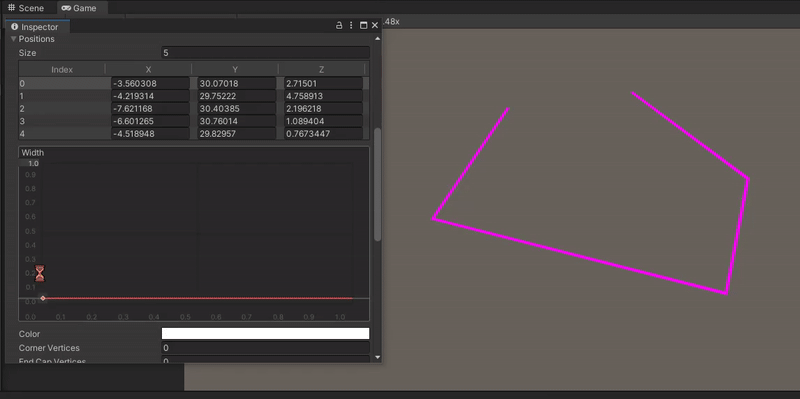 Scene Game
.48x
Inspector
Positions
Size 5
Index X Y Z
0 -3.560308 30.07018 2.71501
1 -4.219314 29.75222 4.758913
2 -7.621168 30.40385 2.196218
3 -6.601265 30.76014 1.089404
4 -4.518948 29.82957 0.7673447
Width
1.0
0.9
0.8
0.7
0.6
0.5
0.4
0.3
0.2
0.1
0.0
0.0 0.1 0.2 0.3 0.4 0.5 0.6 0.7 0.8 0.9 1.0
Color
Corner Vertices 0
End Cap Vertices 0